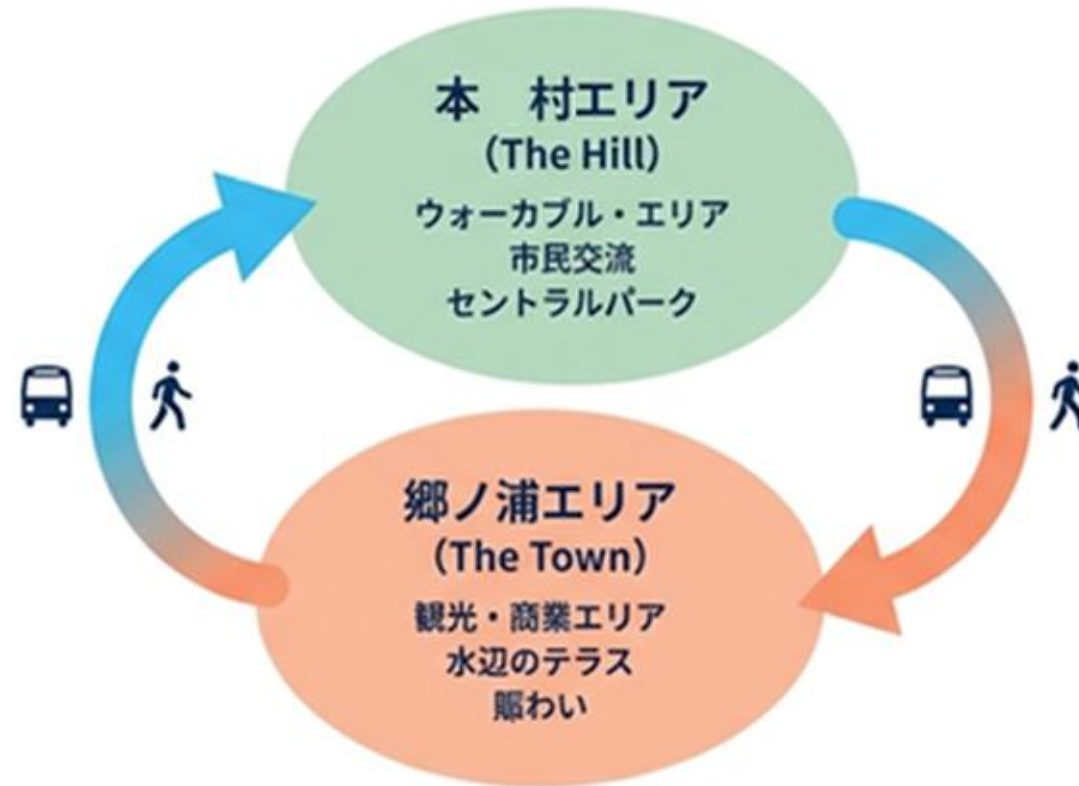 本　村エリア
（The Hill）
ウォーカブル・エリア
市民交流
セントラルパーク
郷ノ浦エリア
（The Town）
観光・商業エリア
水辺のテラス
賑わい